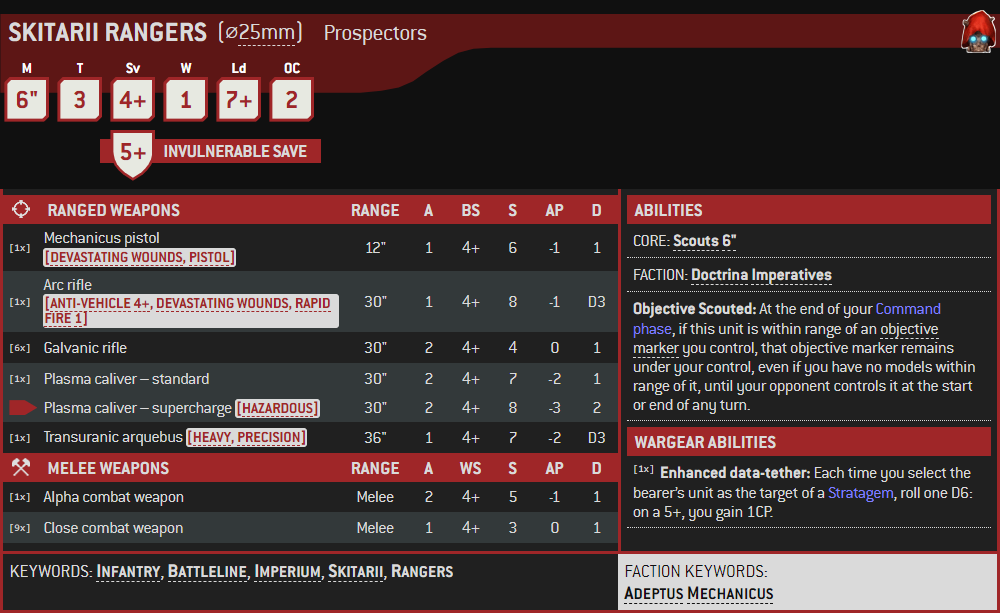 SKITARII RANGERS (⌀25mm) Prospectors
M T Sv W Ld OC
6" 3 4+ 1 7+ 2
5+ INVULNERABLE SAVE
RANGED WEAPONS RANGE A BS S AP D
[1x] Mechanicus pistol 12" 1 4+ 6 -1 1
[DEVASTATING WOUNDS, PISTOL]
[1x] Arc rifle 30" 1 4+ 8 -1 D3
[ANTI-VEHICLE 4+, DEVASTATING WOUNDS, RAPID
FIRE 1]
[6x] Galvanic rifle 30" 2 4+ 4 0 1
[1x] Plasma caliver – standard 30" 2 4+ 7 -2 1
Plasma caliver – supercharge [HAZARDOUS] 30" 2 4+ 8 -3 2
[1x] Transuranic arquebus [HEAVY, PRECISION] 36" 1 4+ 7 -2 D3
MELEE WEAPONS RANGE A WS S AP D
[1x] Alpha combat weapon Melee 2 4+ 5 -1 1
[9x] Close combat weapon Melee 1 4+ 3 0 1
ABILITIES
CORE: Scouts 6"
FACTION: Doctrina Imperatives
Objective Scouted: At the end of your Command
phase, if this unit is within range of an objective
marker you control, that objective marker remains
under your control, even if you have no models within
range of it, until your opponent controls it at the start
or end of any turn.
WARGEAR ABILITIES
[1x] Enhanced data-tether: Each time you select the
bearer's unit as the target of a Stratagem, roll one D6:
on a 5+, you gain 1CP.
KEYWORDS: INFANTRY, BATTLELINE, IMPERIUM, SKITARII, RANGERS
FACTION KEYWORDS:
ADEPTUS MECHANICUS